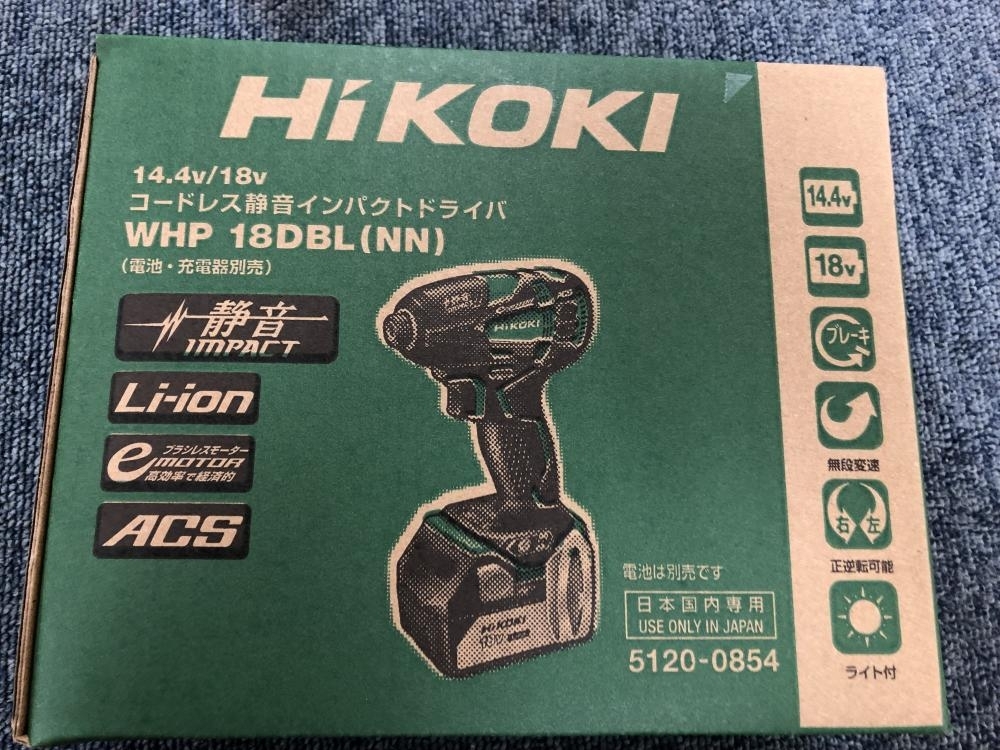 HiKOKI
14.4v/18v
コードレス静音インパクトドライバ
WHP 18DBL(NN)
(電池・充電器別売)
静音
IMPACT
Li-ion
ブラシレスモーター
eMOTOR
高効率で経済的
ACS
ACS
HiKOKI
HiKOKI
電池は別売です
日本国内専用
USE ONLY IN JAPAN
5120-0854
14.4v
18v
ブレーキ
無段変速
右 左
正逆転可能
ライト付